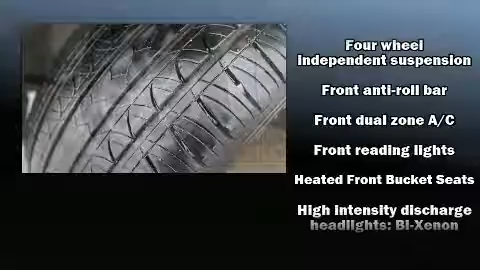 Four wheel
independent suspension
Front anti-roll bar
Front dual zone A/C
Front reading lights
Heated Front Bucket Seats
High intensity discharge
headlights: Bi-Xenon